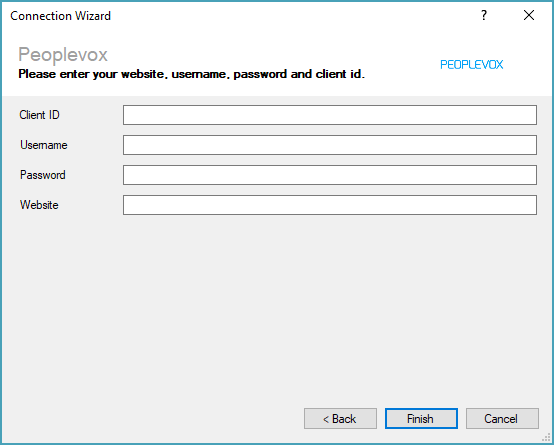 Connection Wizard
?
Peoplevox
Please enter your website, username, password and client id.
PEOPLEVOX
Client ID
Username
Password
Website
< Back
Finish
Cancel